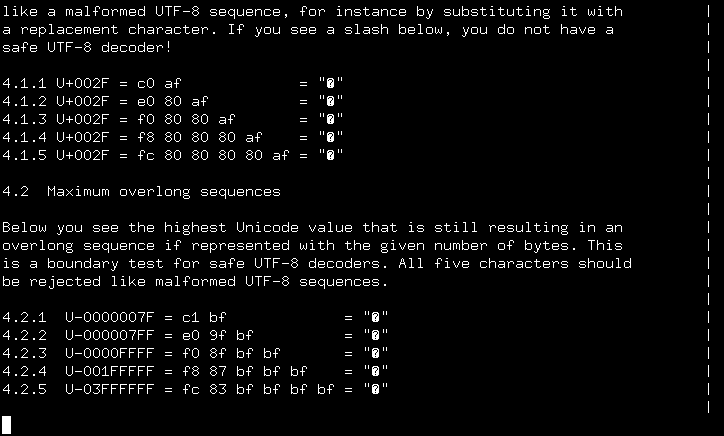 like a malformed UTF-8 sequence, for instance by substituting it with         |
a replacement character. If you see a slash below, you do not have a          |
safe UTF-8 decoder!                                                           |
                                                                              |
4.1.1 U+002F = c0 af             = "�"                                        |
4.1.2 U+002F = e0 80 af          = "�"                                        |
4.1.3 U+002F = f0 80 80 af       = "�"                                        |
4.1.4 U+002F = f8 80 80 80 af    = "�"                                        |
4.1.5 U+002F = fc 80 80 80 80 af = "�"                                        |
                                                                              |
4.2  Maximum overlong sequences                                               |
                                                                              |
Below you see the highest Unicode value that is still resulting in an         |
overlong sequence if represented with the given number of bytes. This         |
is a boundary test for safe UTF-8 decoders. All five characters should        |
be rejected like malformed UTF-8 sequences.                                   |
                                                                              |
4.2.1  U-0000007F = c1 bf             = "�"                                   |
4.2.2  U-000007FF = e0 9f bf          = "�"                                   |
4.2.3  U-0000FFFF = f0 8f bf bf       = "�"                                   |
4.2.4  U-001FFFFF = f8 87 bf bf bf    = "�"                                   |
4.2.5  U-03FFFFFF = fc 83 bf bf bf bf = "�"                                   |
                                                                              |